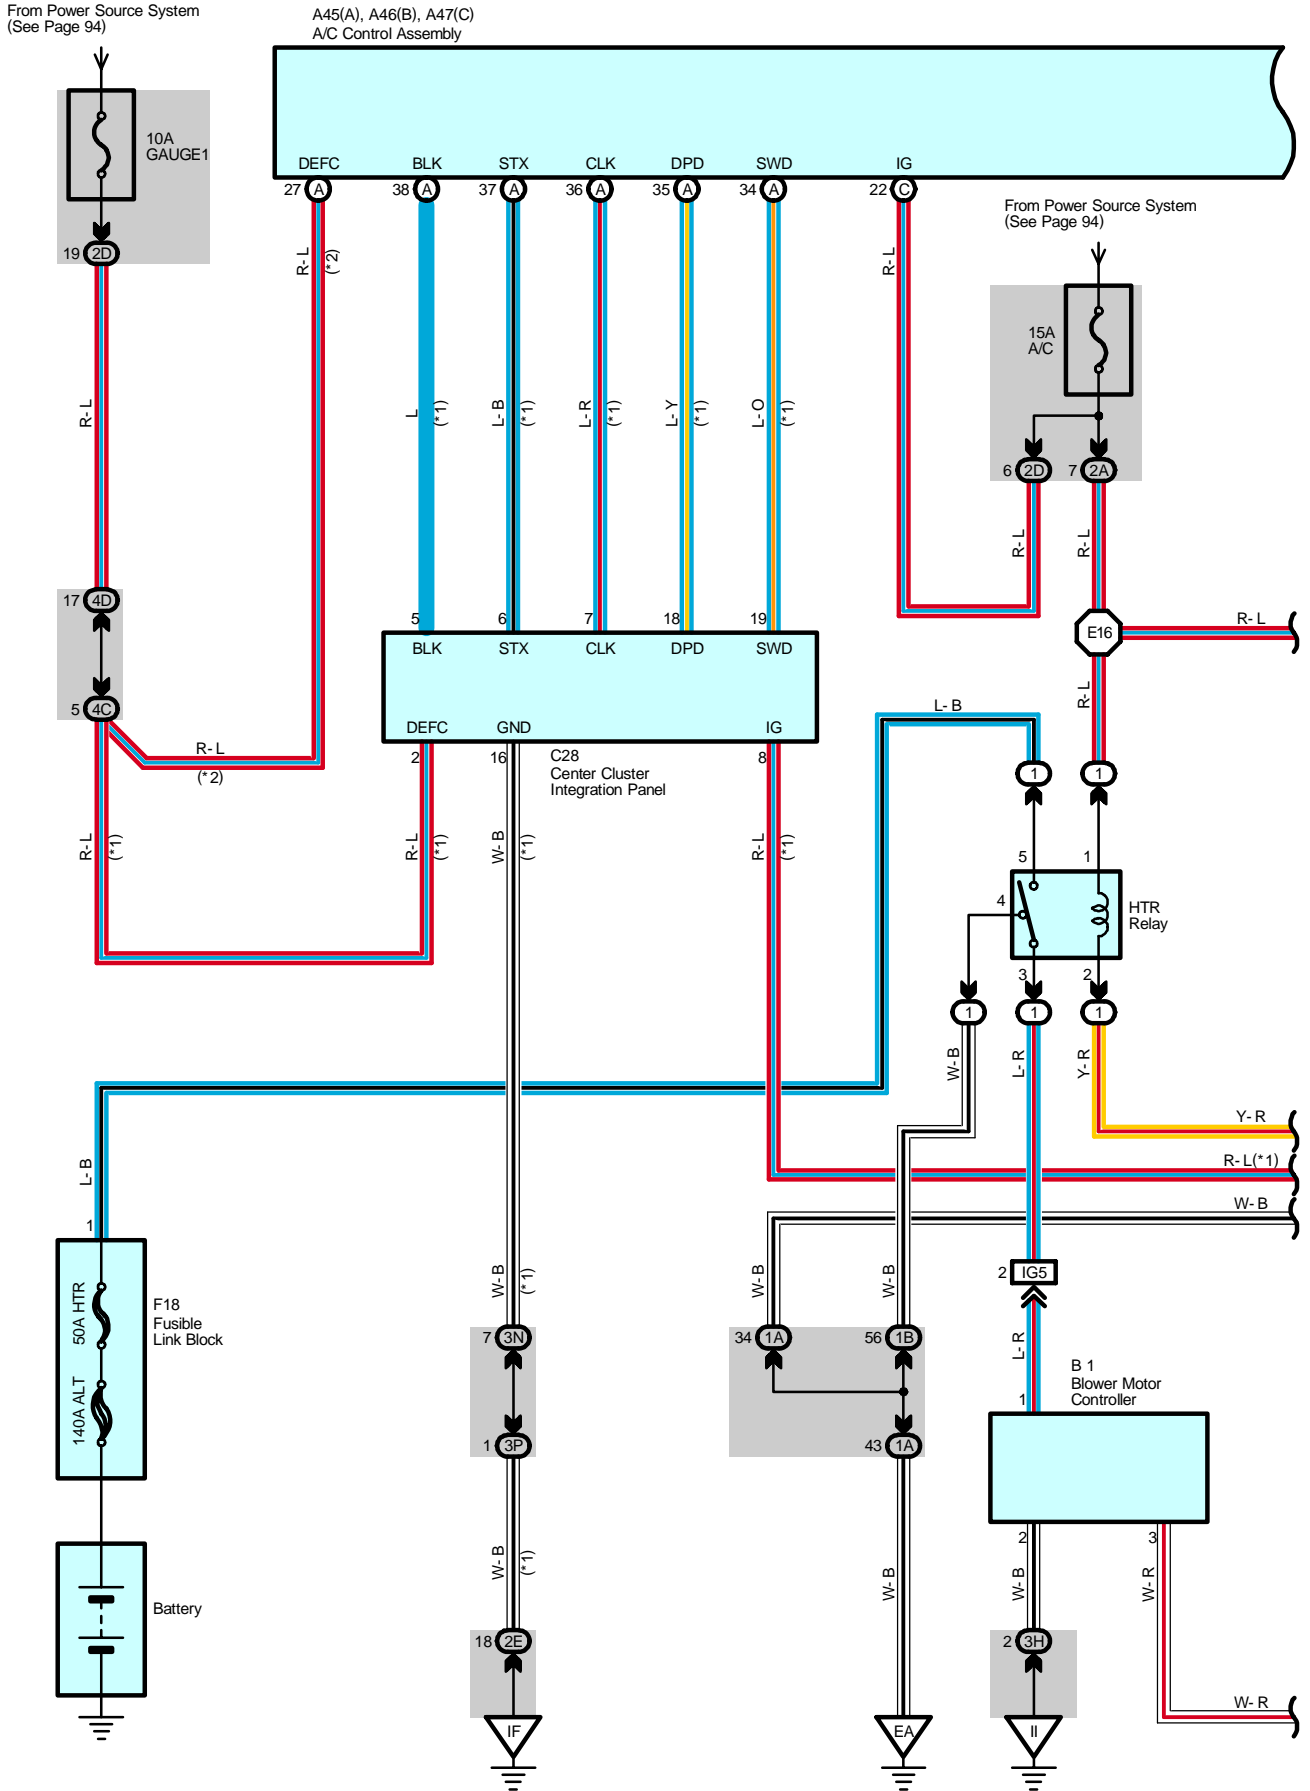 From Power Source System
(See Page 94)
A45(A), A46(B), A47(C)
A/C Control Assembly
10A
GAUGE1
DEFC BLK STX CLK DPD SWD IG
27 A 38 A 37 A 36 A 35 A 34 A 22 C
From Power Source System
(See Page 94)
19 2D
R-L
(*2)
R-L
15A
A/C
R-L
L
(*1)
L-B
(*1)
L-R
(*1)
L-Y
(*1)
L-O
(*1)
6 2D 7 2A
R-L
R-L
17 4D
5 6 7 18 19
BLK STX CLK DPD SWD
E16
R-L
5 4C
R-L
L-B
DEFC GND IG
R-L
(*2)
2 16 8
C28
Center Cluster
Integration Panel
1 1
R-L
(*1)
R-L
(*1)
W-B
(*1)
R-L
(*1)
5 1
4
HTR
Relay
3 2
1 1 1
W-B
L-R
Y-R
Y-R
R-L(*1)
L-B
W-B
1
2 IG5
50A HTR
140A ALT
F18
Fusible
Link Block
W-B
(*1)
W-B
W-B
7 3N
34 1A 56 1B
L-R
B 1
Blower Motor
Controller
1
1 3P
43 1A
2 3
Battery
W-B
(*1)
W-B
W-B
W-R
18 2E
2 3H
W-R
IF EA II